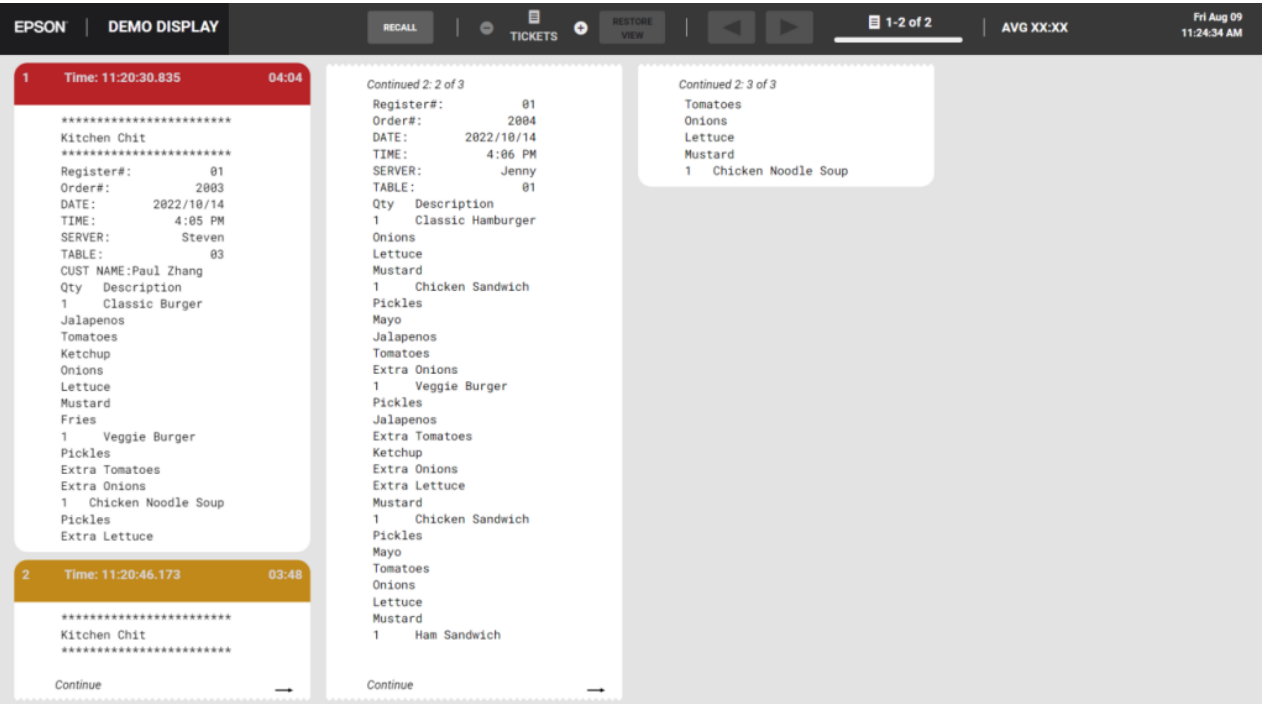 EPSON DEMO DISPLAY RECALL TICKETS RESTORE VIEW 1-2 of 2 AVG XX:XX Fri Aug 09 11:24:34 AM
1 Time: 11:20:30.835 04:04
************************
Kitchen Chit
************************
Register#: 01
Order#: 2003
DATE: 2022/10/14
TIME: 4:05 PM
SERVER: Steven
TABLE: 03
CUST NAME:Paul Zhang
Qty Description
1 Classic Burger
Jalapenos
Tomatoes
Ketchup
Onions
Lettuce
Mustard
Fries
1 Veggie Burger
Pickles
Extra Tomatoes
Extra Onions
1 Chicken Noodle Soup
Pickles
Extra Lettuce
2 Time: 11:20:46.173 03:48
************************
Kitchen Chit
************************
Continue →
Continued 2: 2 of 3
Register#: 01
Order#: 2004
DATE: 2022/10/14
TIME: 4:06 PM
SERVER: Jenny
TABLE: 01
Qty Description
1 Classic Hamburger
Onions
Lettuce
Mustard
1 Chicken Sandwich
Pickles
Mayo
Jalapenos
Tomatoes
Extra Onions
1 Veggie Burger
Pickles
Jalapenos
Extra Tomatoes
Ketchup
Extra Onions
Extra Lettuce
Mustard
1 Chicken Sandwich
Pickles
Mayo
Tomatoes
Onions
Lettuce
Mustard
1 Ham Sandwich
Continue →
Continued 2: 3 of 3
Tomatoes
Onions
Lettuce
Mustard
1 Chicken Noodle Soup